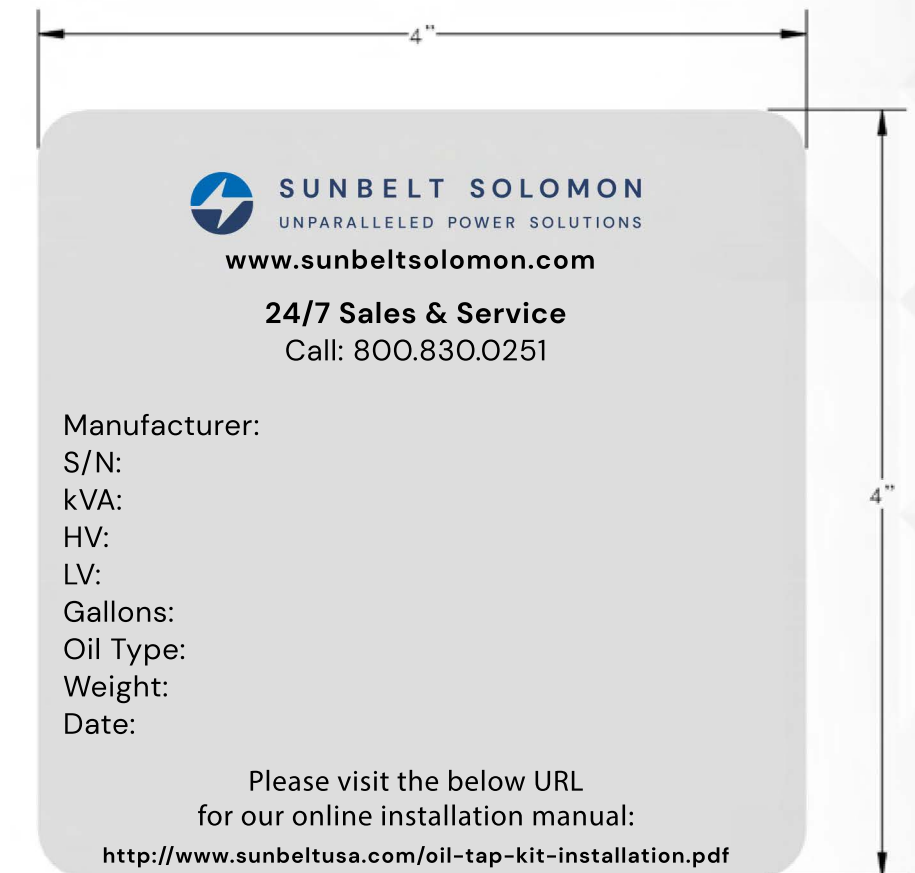 4"
SUNBELT SOLOMON
UNPARALLELED POWER SOLUTIONS
www.sunbeltsolomon.com
24/7 Sales & Service
Call: 800.830.0251
Manufacturer:
S/N:
kVA:
HV:
LV:
Gallons:
Oil Type:
Weight:
Date:
4"
Please visit the below URL
for our online installation manual:
http://www.sunbeltusa.com/oil-tap-kit-installation.pdf